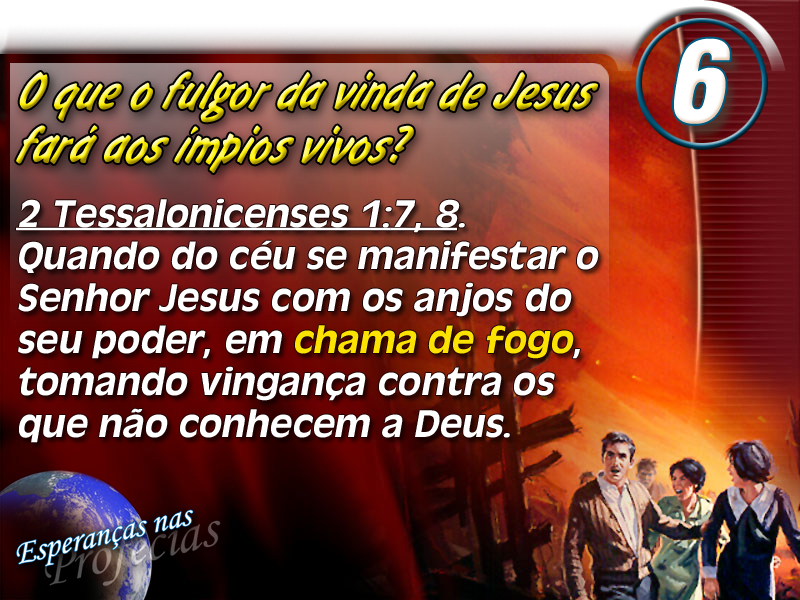 6
O que o fulgor da vinda de Jesus
fará aos ímpios vivos?
2 Tessalonicenses 1:7, 8.
Quando do céu se manifestar o
Senhor Jesus com os anjos do
seu poder, em chama de fogo,
tomando vingança contra os
que não conhecem a Deus.
Esperanças nas
Profecias